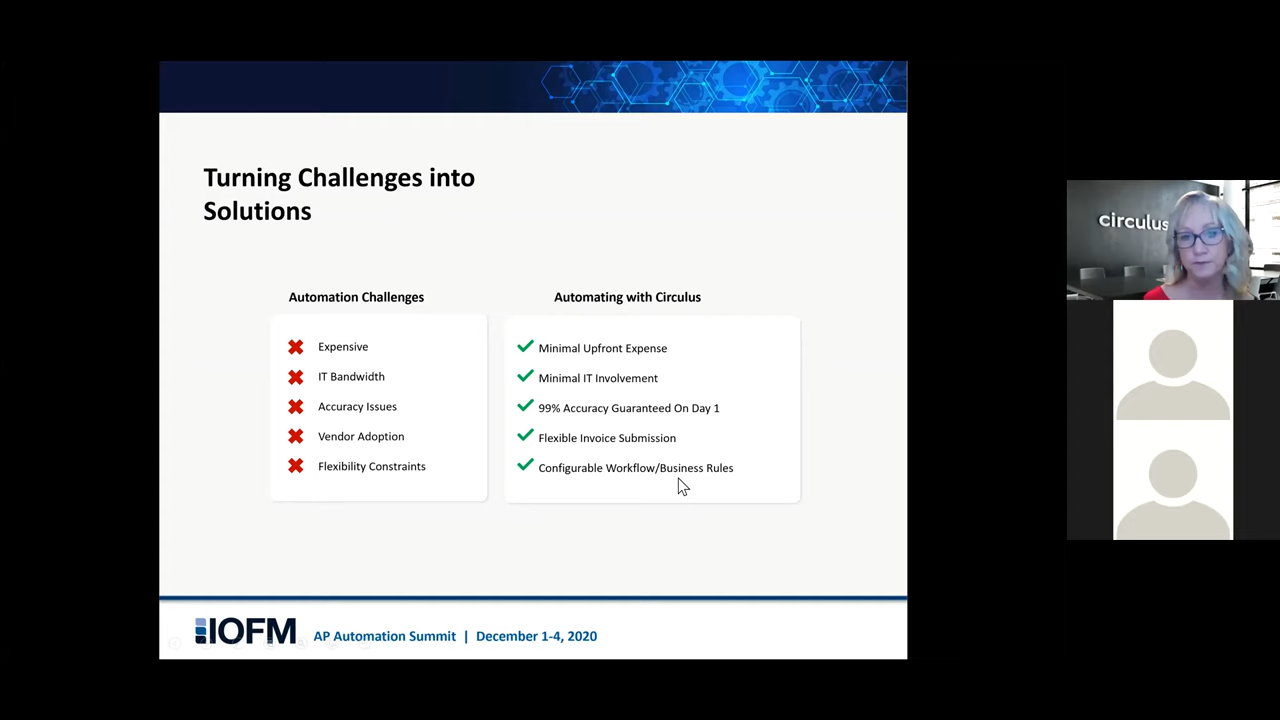 Turning Challenges into
Solutions
Automation Challenges
Expensive
IT Bandwidth
Accuracy Issues
Vendor Adoption
Flexibility Constraints
Automating with Circulus
Minimal Upfront Expense
Minimal IT Involvement
99% Accuracy Guaranteed On Day 1
Flexible Invoice Submission
Configurable Workflow/Business Rules
IOFM
AP Automation Summit | December 1-4, 2020
circulus